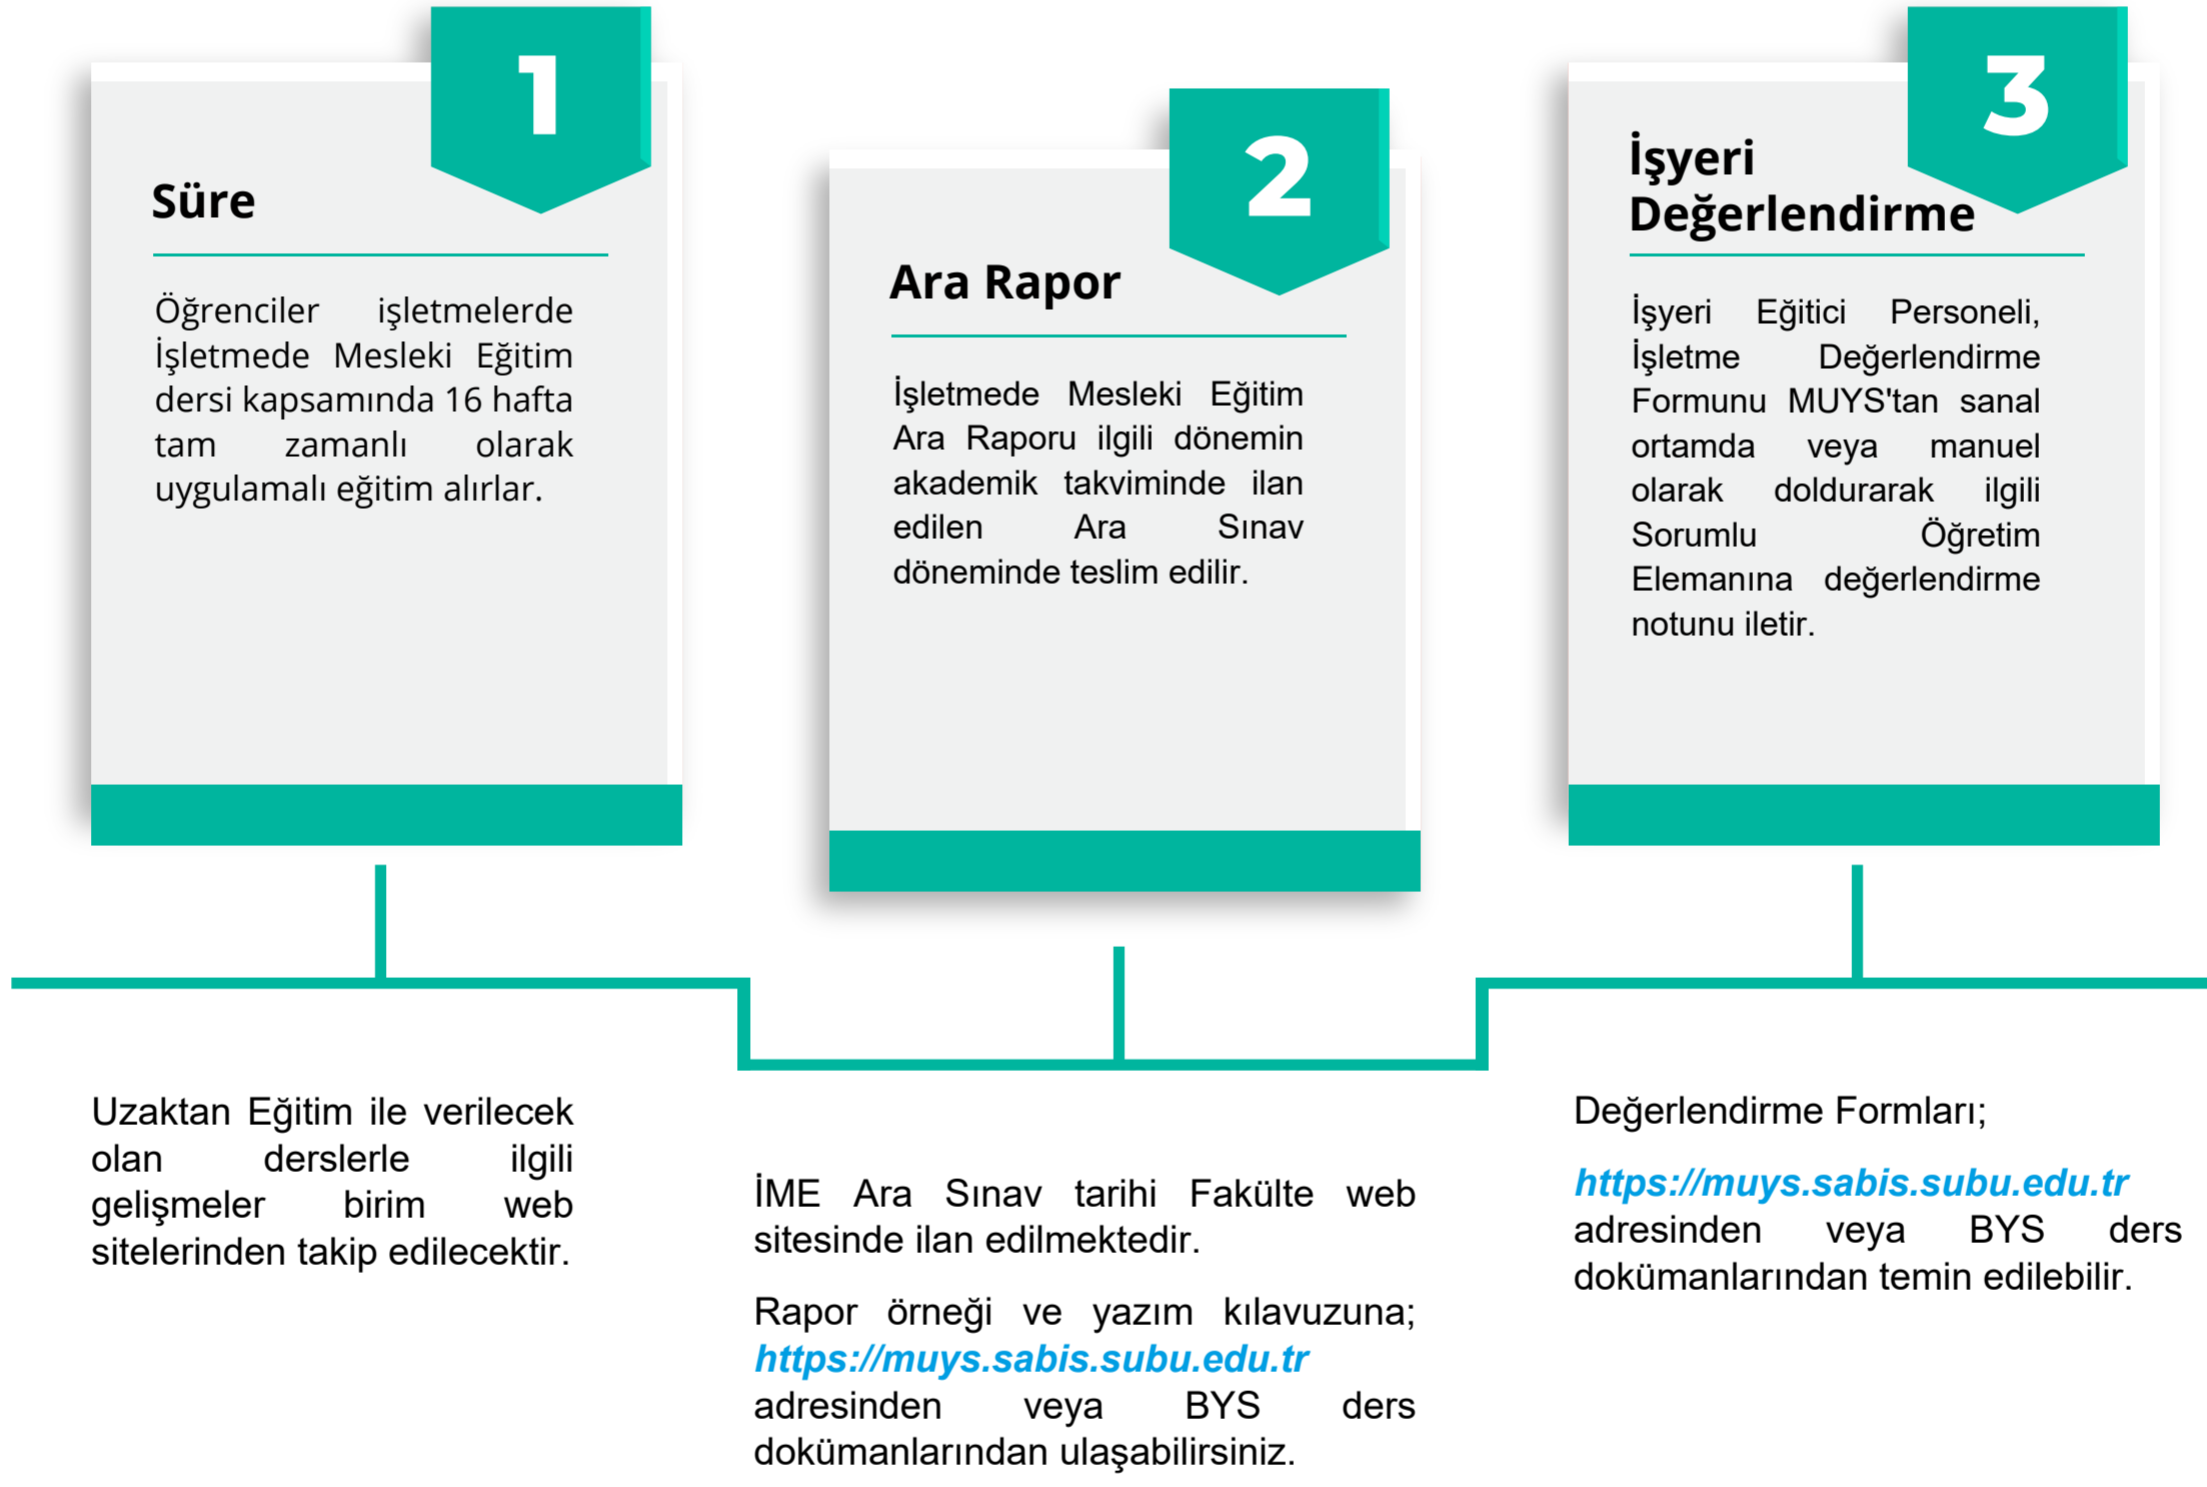 1
Süre
Öğrenciler işletmelerde
İşletmede Mesleki Eğitim
dersi kapsamında 16 hafta
tam zamanlı olarak
uygulamalı eğitim alırlar.
Uzaktan Eğitim ile verilecek
olan derslerle ilgili
gelişmeler birim web
sitelerinden takip edilecektir.
2
Ara Rapor
İşletmede Mesleki Eğitim
Ara Raporu ilgili dönemin
akademik takviminde ilan
edilen Ara Sınav
döneminde teslim edilir.
İME Ara Sınav tarihi Fakülte web
sitesinde ilan edilmektedir.
Rapor örneği ve yazım kılavuzuna;
https://muys.sabis.subu.edu.tr
adresinden veya BYS ders
dokümanlarından ulaşabilirsiniz.
3
İşyeri
Değerlendirme
İşyeri Eğitici Personeli,
İşletme Değerlendirme
Formunu MUYS'tan sanal
ortamda veya manuel
olarak doldurarak ilgili
Sorumlu Öğretim
Elemanına değerlendirme
notunu iletir.
Değerlendirme Formları;
https://muys.sabis.subu.edu.tr
adresinden veya BYS ders
dokümanlarından temin edilebilir.